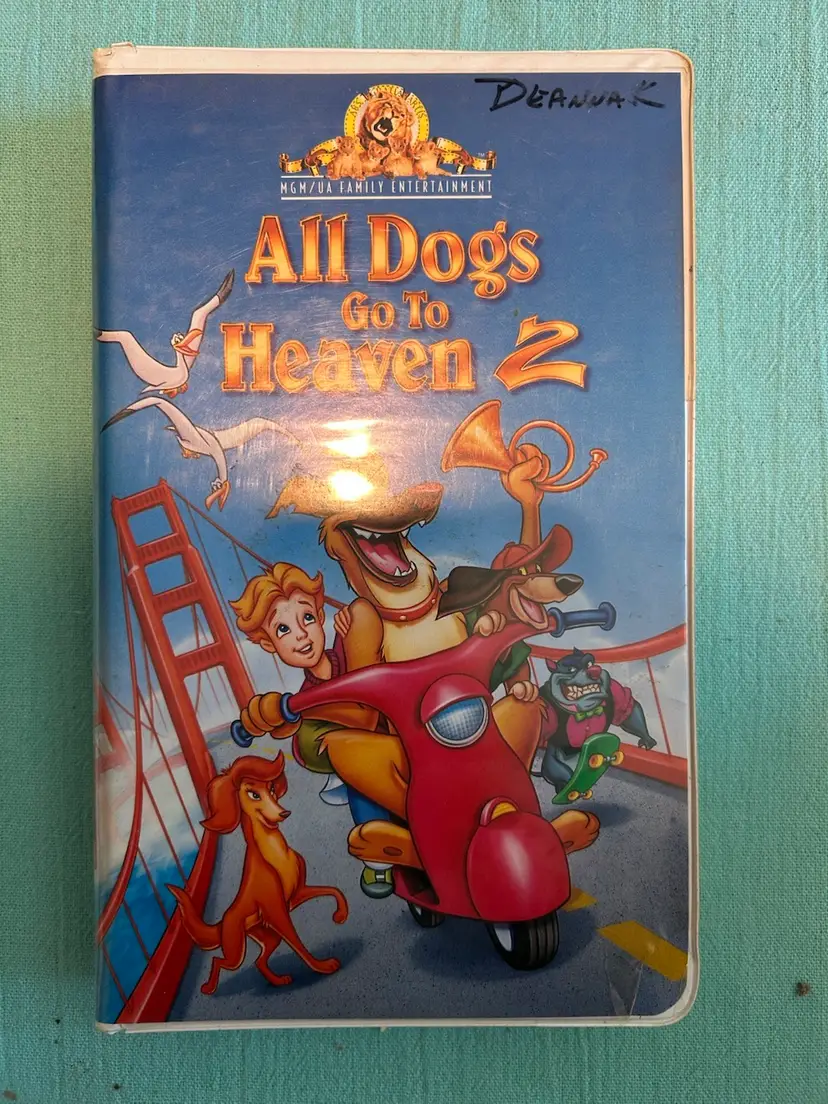 DEANNA K
MGM/UA FAMILY ENTERTAINMENT
All Dogs
Go To
Heaven 2